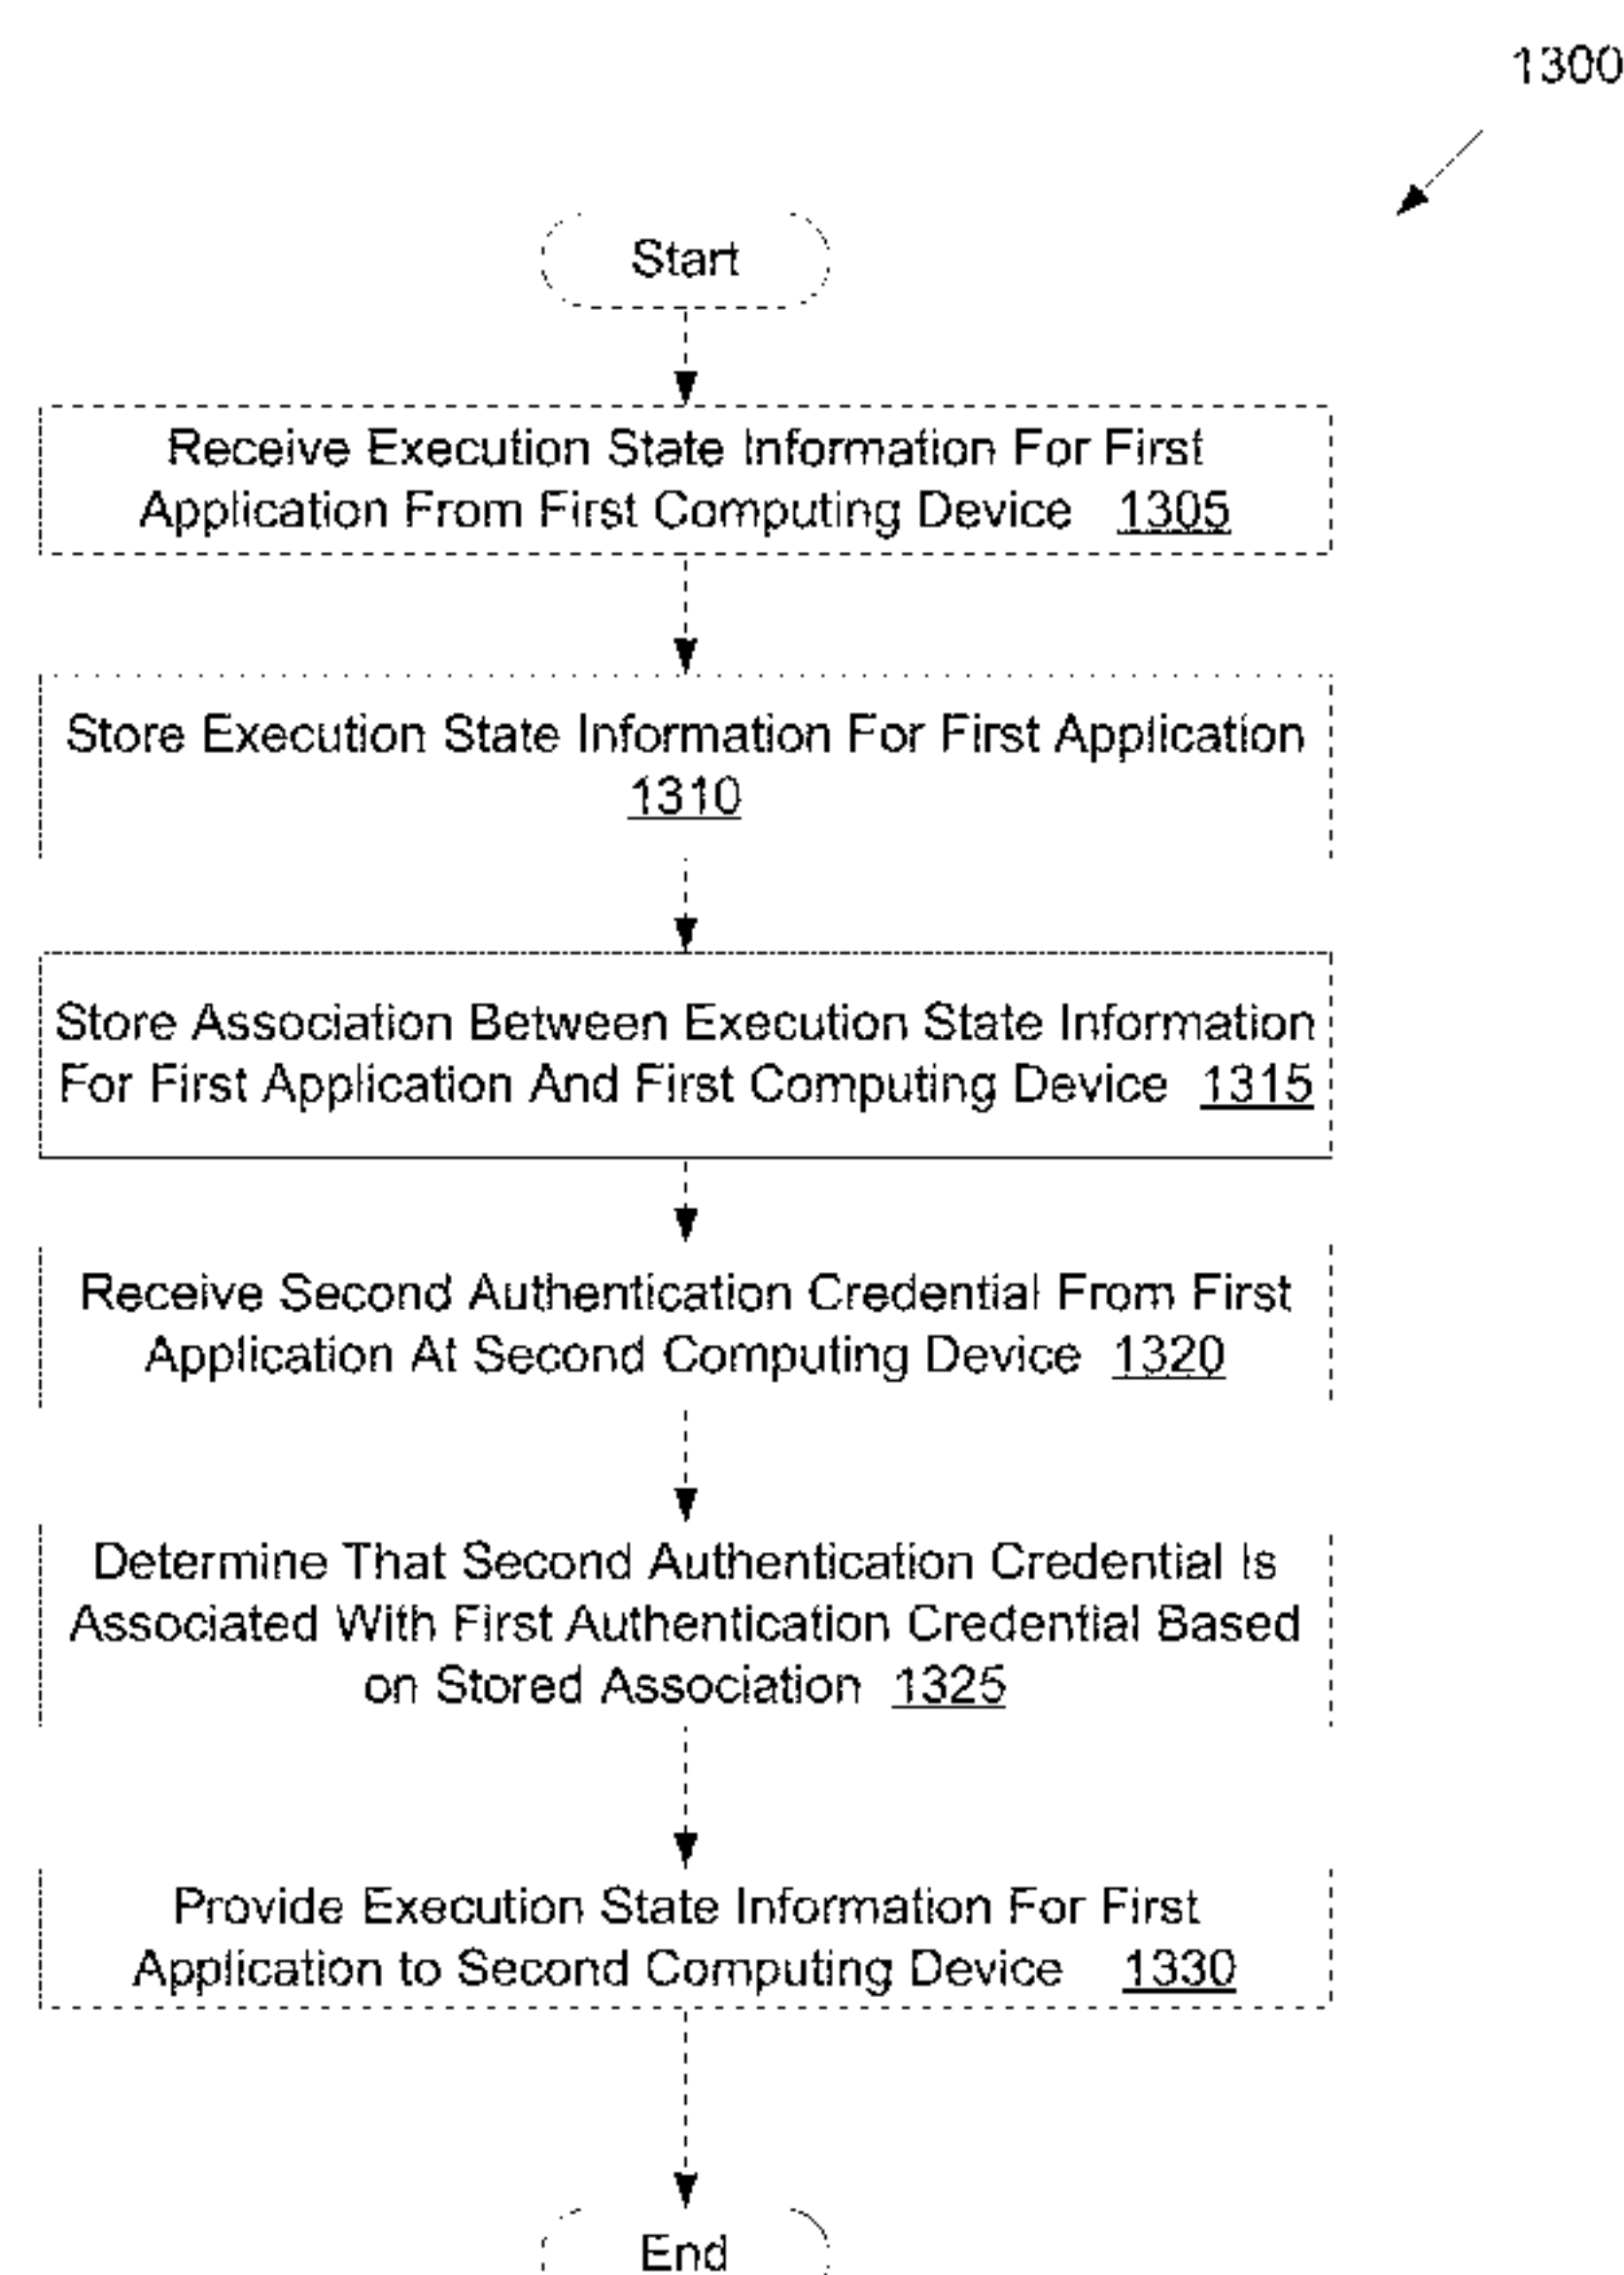 1300
Start
Receive Execution State Information For First
Application From First Computing Device 1305
Store Execution State Information For First Application
1310
Store Association Between Execution State Information
For First Application And First Computing Device 1315
Receive Second Authentication Credential From First
Application At Second Computing Device 1320
Determine That Second Authentication Credential Is
Associated With First Authentication Credential Based
on Stored Association 1325
Provide Execution State Information For First
Application to Second Computing Device 1330
End